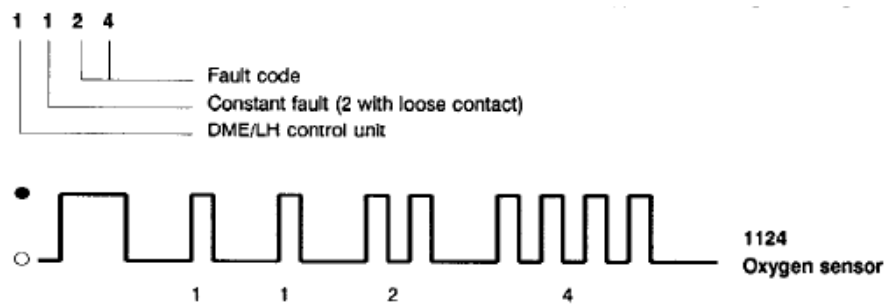 1 1 2 4
Fault code
Constant fault (2 with loose contact)
DME/LH control unit
1124
Oxygen sensor
1 1 2 4